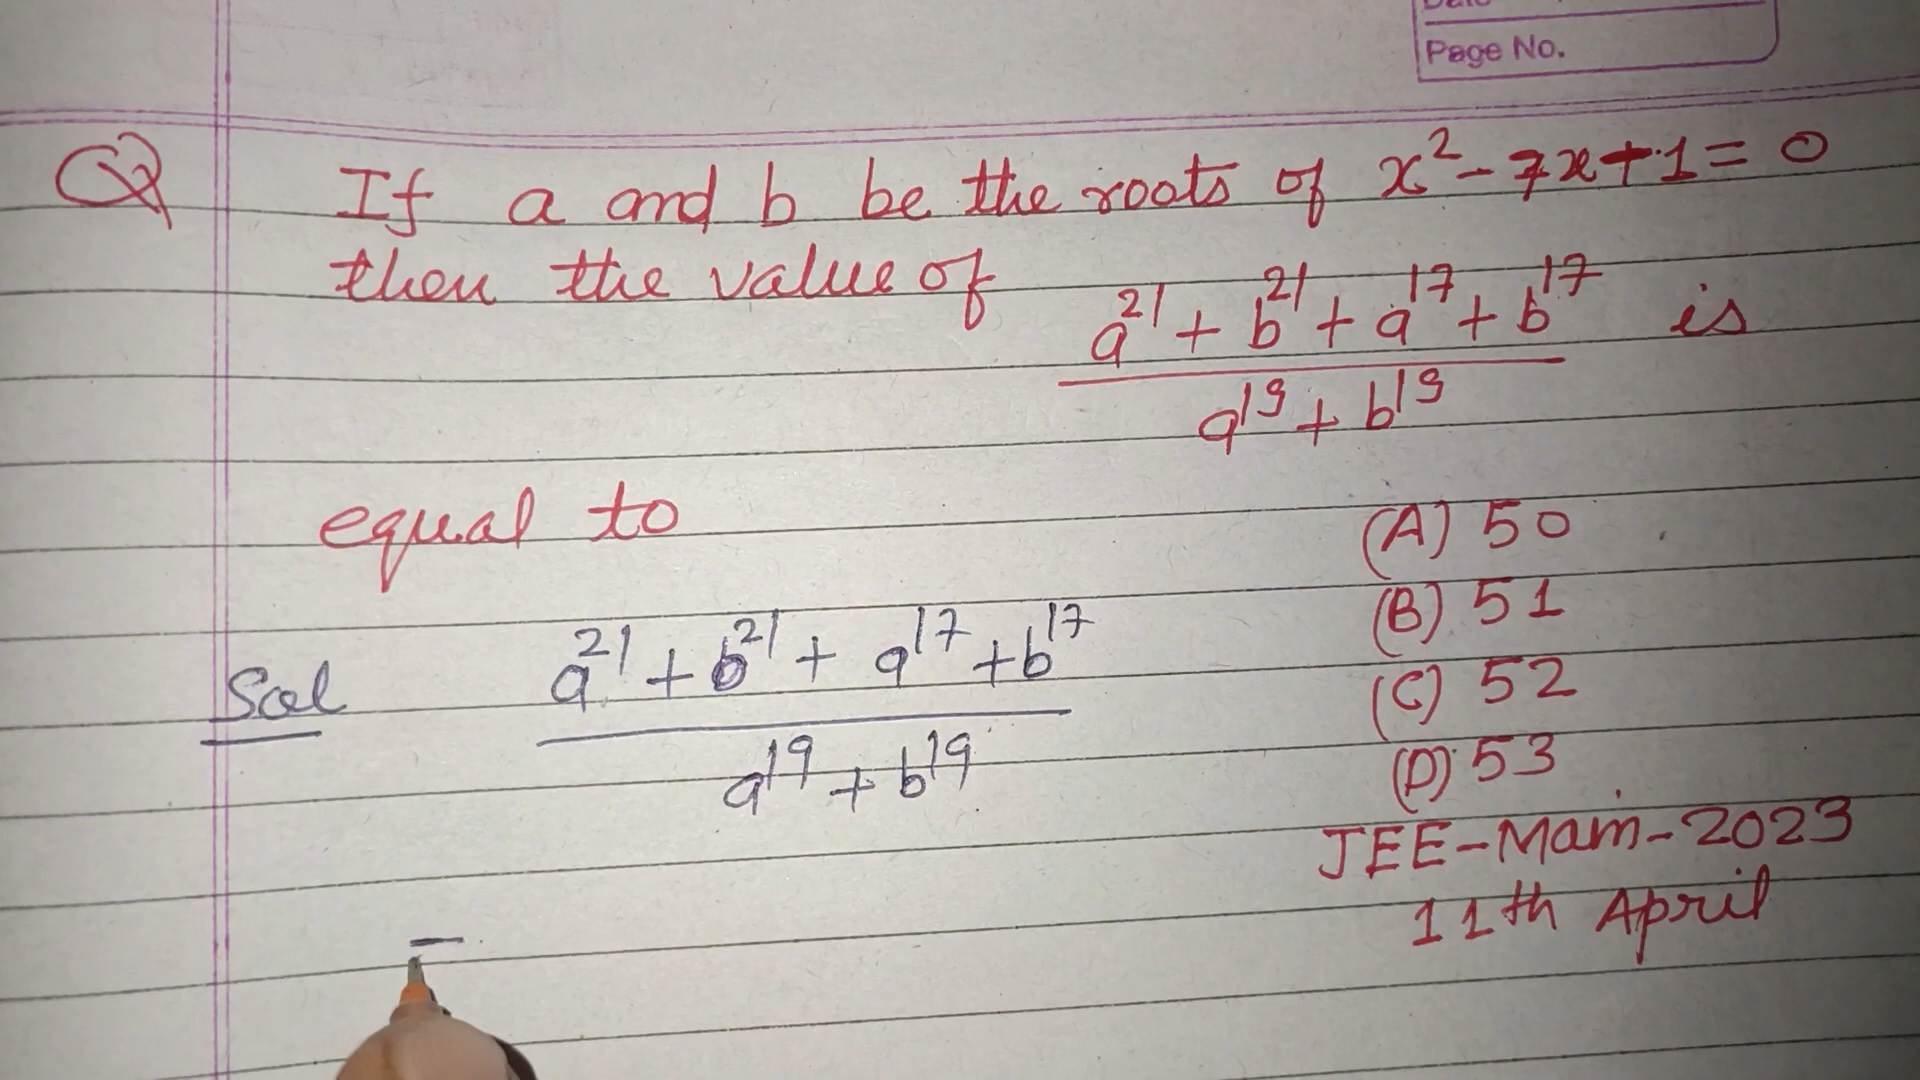 Page No.
Q If a and b be the roots of x² - 7x + 1 = 0
then the value of (a²¹ + b²¹ + a¹⁷ + b¹⁷) / (a¹⁹ + b¹⁹) is
equal to
(A) 50
(B) 51
(C) 52
(D) 53
JEE-Main-2023
11th April
Sol (a²¹ + b²¹ + a¹⁷ + b¹⁷) / (a¹⁹ + b¹⁹)